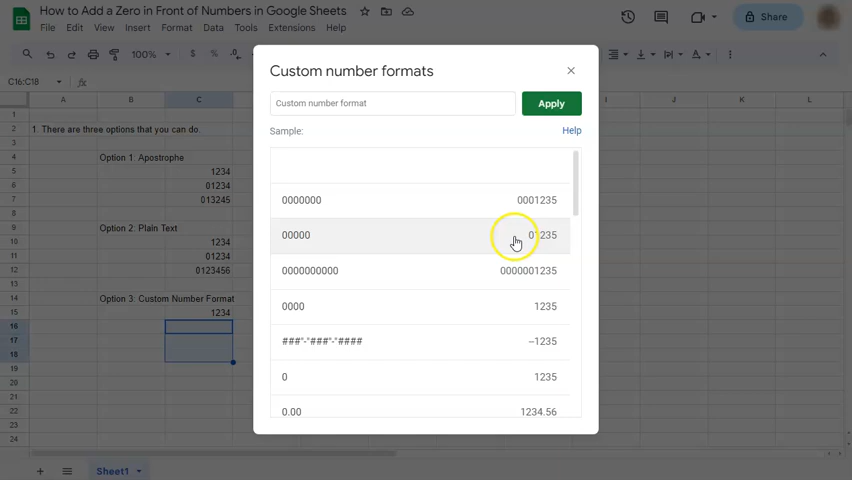 How to Add a Zero in Front of Numbers in Google Sheets
File Edit View Insert Format Data Tools Extensions Help
Share
100% $ % .0
C16:C18 fx
A B C I J K L
1
2 1. There are three options that you can do.
3
4 Option 1: Apostrophe
5 1234
6 01234
7 013245
8
9 Option 2: Plain Text
10 1234
11 01234
12 0123456
13
14 Option 3: Custom Number Format
15 1234
16
17
18
19
20
21
22
23
24
Custom number formats
Custom number format
Apply
Sample:
Help
0000000 0001235
00000 01235
0000000000 0000001235
0000 1235
###"-"###"-"#### --1235
0 1235
0.00 1234.56
Sheet1